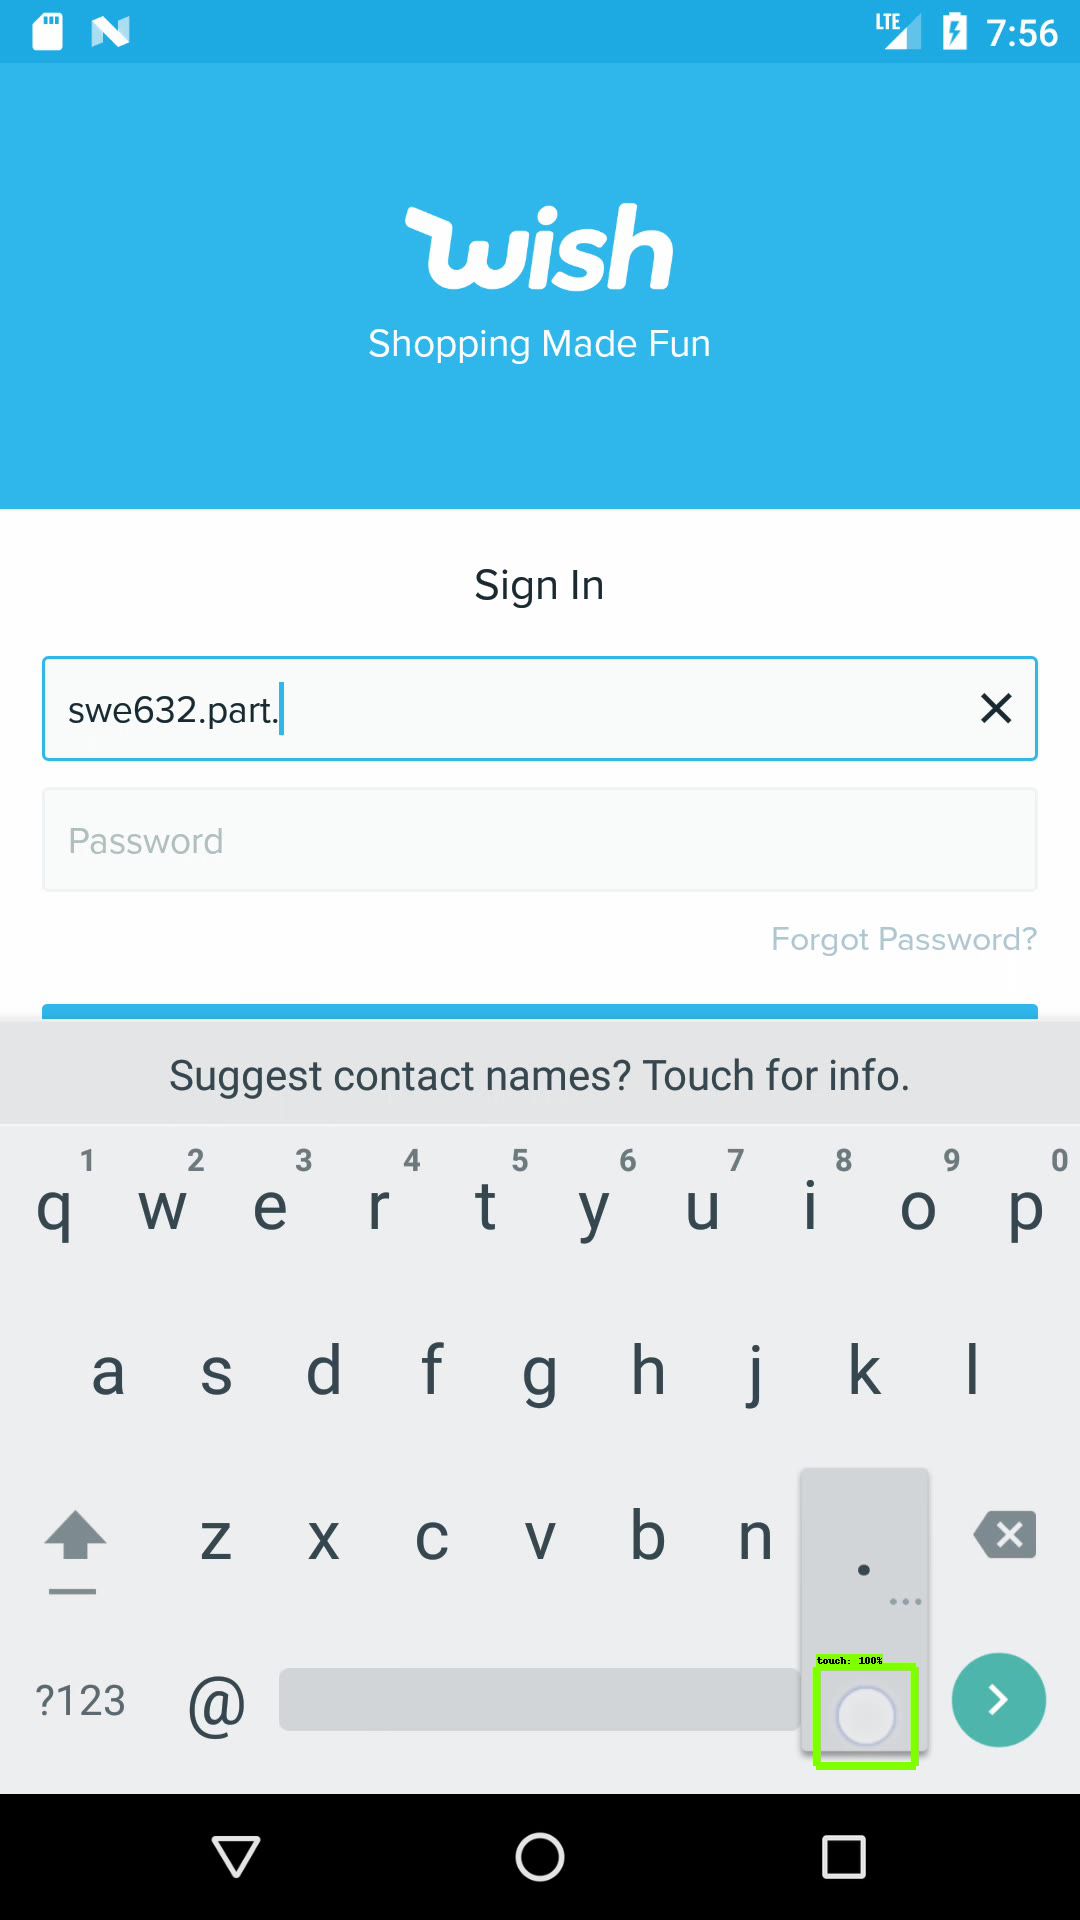 LTE 7:56
wish
Shopping Made Fun
Sign In
swe632.part.
Password
Forgot Password?
Suggest contact names? Touch for info.
1 2 3 4 5 6 7 8 9 0
q w e r t y u i o p
a s d f g h j k l
z x c v b n . ...
touch: 100%
?123 @